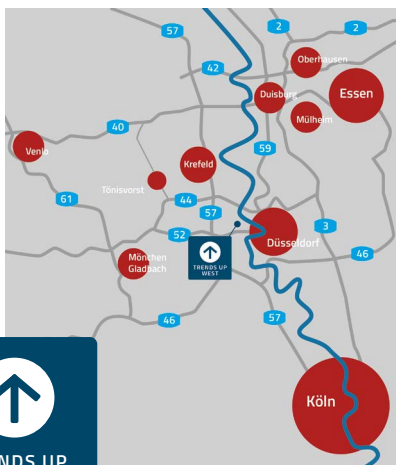 57
2
2
Oberhausen
42
Duisburg
Essen
Mülheim
40
59
Venlo
Krefeld
Tönisvorst
61
44
57
52
3
Düsseldorf
46
Mönchen
Gladbach
TRENDS UP
WEST
46
57
Köln
NDS UP